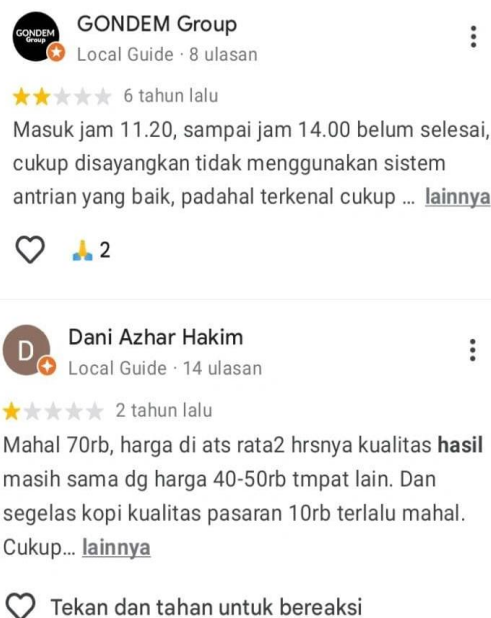 GONDEM
Group
GONDEM Group
Local Guide · 8 ulasan
6 tahun lalu
Masuk jam 11.20, sampai jam 14.00 belum selesai,
cukup disayangkan tidak menggunakan sistem
antrian yang baik, padahal terkenal cukup ... lainnya
2
D
Dani Azhar Hakim
Local Guide · 14 ulasan
2 tahun lalu
Mahal 70rb, harga di ats rata2 hrsnya kualitas hasil
masih sama dg harga 40-50rb tmpat lain. Dan
segelas kopi kualitas pasaran 10rb terlalu mahal.
Cukup... lainnya
Tekan dan tahan untuk bereaksi